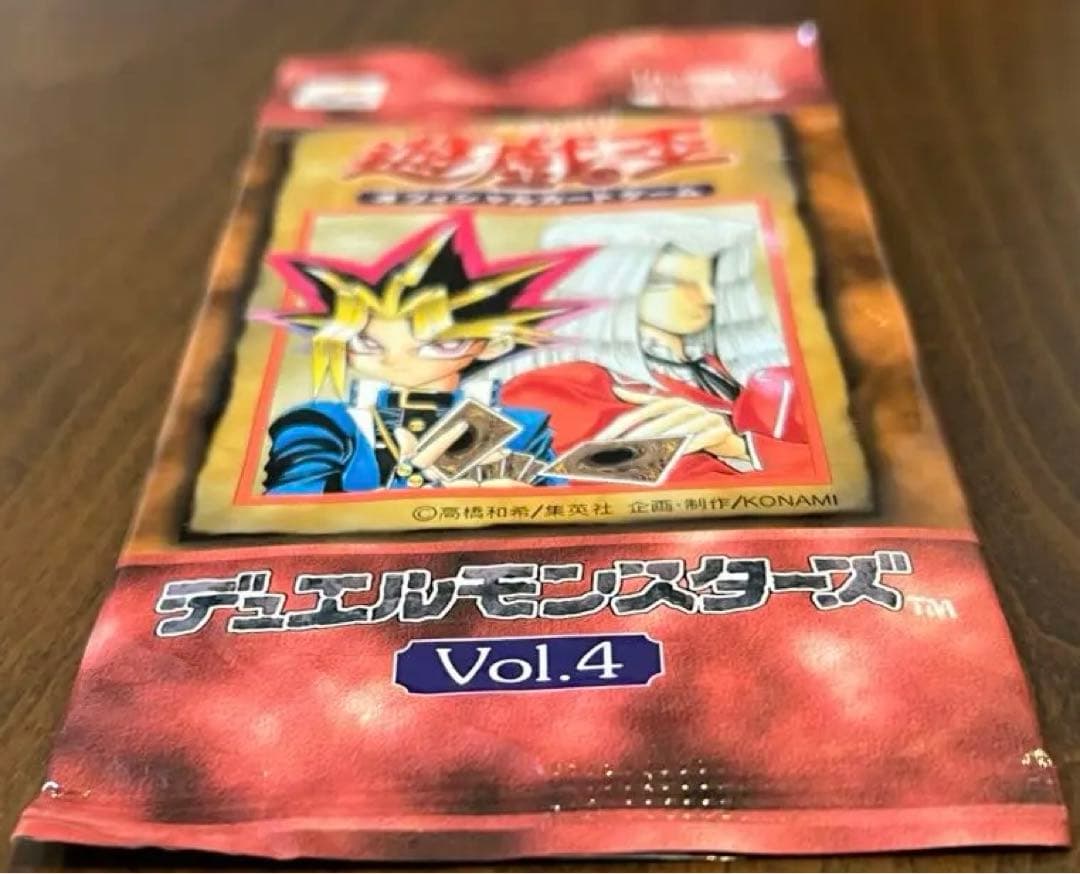 遊戯王
オフィシャルカードゲーム
©高橋和希/集英社 企画・制作/KONAMI
デュエルモンスターズTM
Vol.4